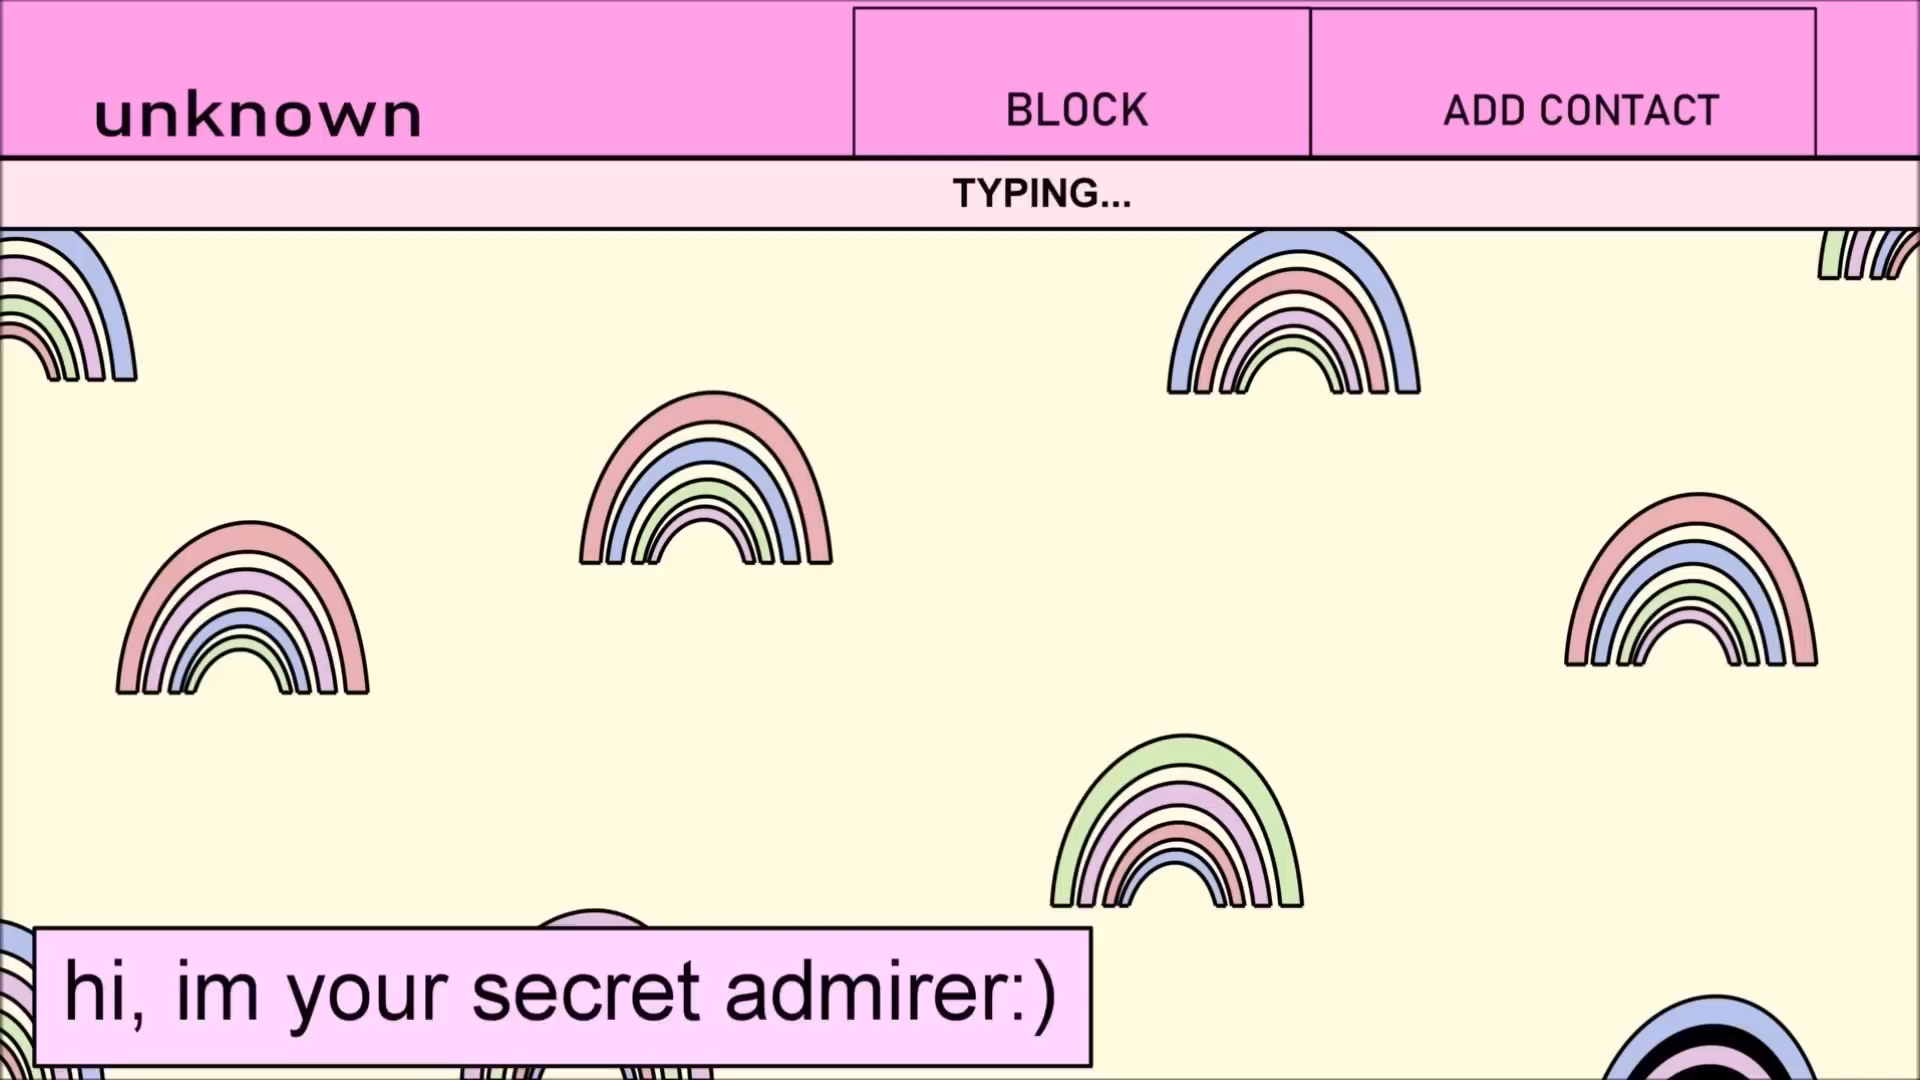 unknown
BLOCK
ADD CONTACT
TYPING...
hi, im your secret admirer:)